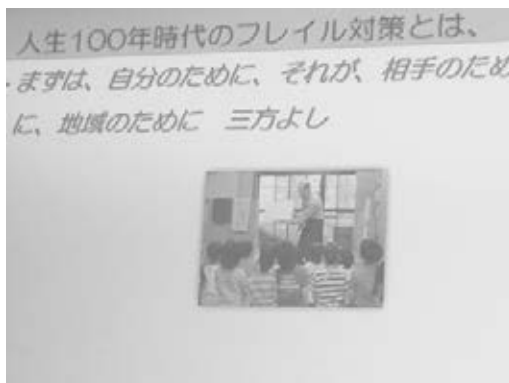 人生100年時代のフレイル対策とは、
・まずは、自分のために、それが、相手のため
に、地域のために　三方よし